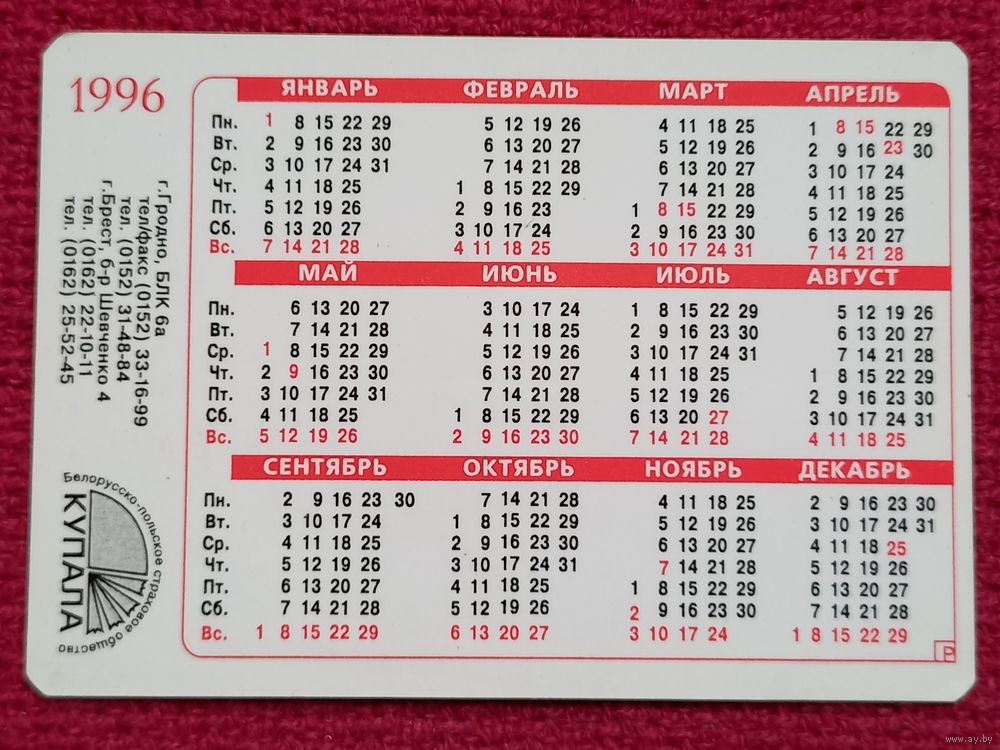 1996
ЯНВАРЬ ФЕВРАЛЬ МАРТ АПРЕЛЬ
Пн. 1 8 15 22 29 5 12 19 26 4 11 18 25 1 8 15 22 29
Вт. 2 9 16 23 30 6 13 20 27 5 12 19 26 2 9 16 23 30
Ср. 3 10 17 24 31 7 14 21 28 6 13 20 27 3 10 17 24
Чт. 4 11 18 25 1 8 15 22 29 7 14 21 28 4 11 18 25
Пт. 5 12 19 26 2 9 16 23 1 8 15 22 29 5 12 19 26
Сб. 6 13 20 27 3 10 17 24 2 9 16 23 30 6 13 20 27
Вс. 7 14 21 28 4 11 18 25 3 10 17 24 31 7 14 21 28
МАЙ ИЮНЬ ИЮЛЬ АВГУСТ
Пн. 6 13 20 27 3 10 17 24 1 8 15 22 29 5 12 19 26
Вт. 7 14 21 28 4 11 18 25 2 9 16 23 30 6 13 20 27
Ср. 1 8 15 22 29 5 12 19 26 3 10 17 24 31 7 14 21 28
Чт. 2 9 16 23 30 6 13 20 27 4 11 18 25 1 8 15 22 29
Пт. 3 10 17 24 31 7 14 21 28 5 12 19 26 2 9 16 23 30
Сб. 4 11 18 25 1 8 15 22 29 6 13 20 27 3 10 17 24 31
Вс. 5 12 19 26 2 9 16 23 30 7 14 21 28 4 11 18 25
СЕНТЯБРЬ ОКТЯБРЬ НОЯБРЬ ДЕКАБРЬ
Пн. 2 9 16 23 30 7 14 21 28 4 11 18 25 2 9 16 23 30
Вт. 3 10 17 24 1 8 15 22 29 5 12 19 26 3 10 17 24 31
Ср. 4 11 18 25 2 9 16 23 30 6 13 20 27 4 11 18 25
Чт. 5 12 19 26 3 10 17 24 31 7 14 21 28 5 12 19 26
Пт. 6 13 20 27 4 11 18 25 1 8 15 22 29 6 13 20 27
Сб. 7 14 21 28 5 12 19 26 2 9 16 23 30 7 14 21 28
Вс. 1 8 15 22 29 6 13 20 27 3 10 17 24 1 8 15 22 29
г.Гродно, БЛК 6а
тел/факс (0152) 33-16-99
тел. (0152) 31-48-84
г.Брест, б-р Шевченко 4
тел. (0162) 22-10-11
тел. (0162) 25-52-45
Белорусско-польское страховое общество
КУПАЛА
Р
www.ay.by